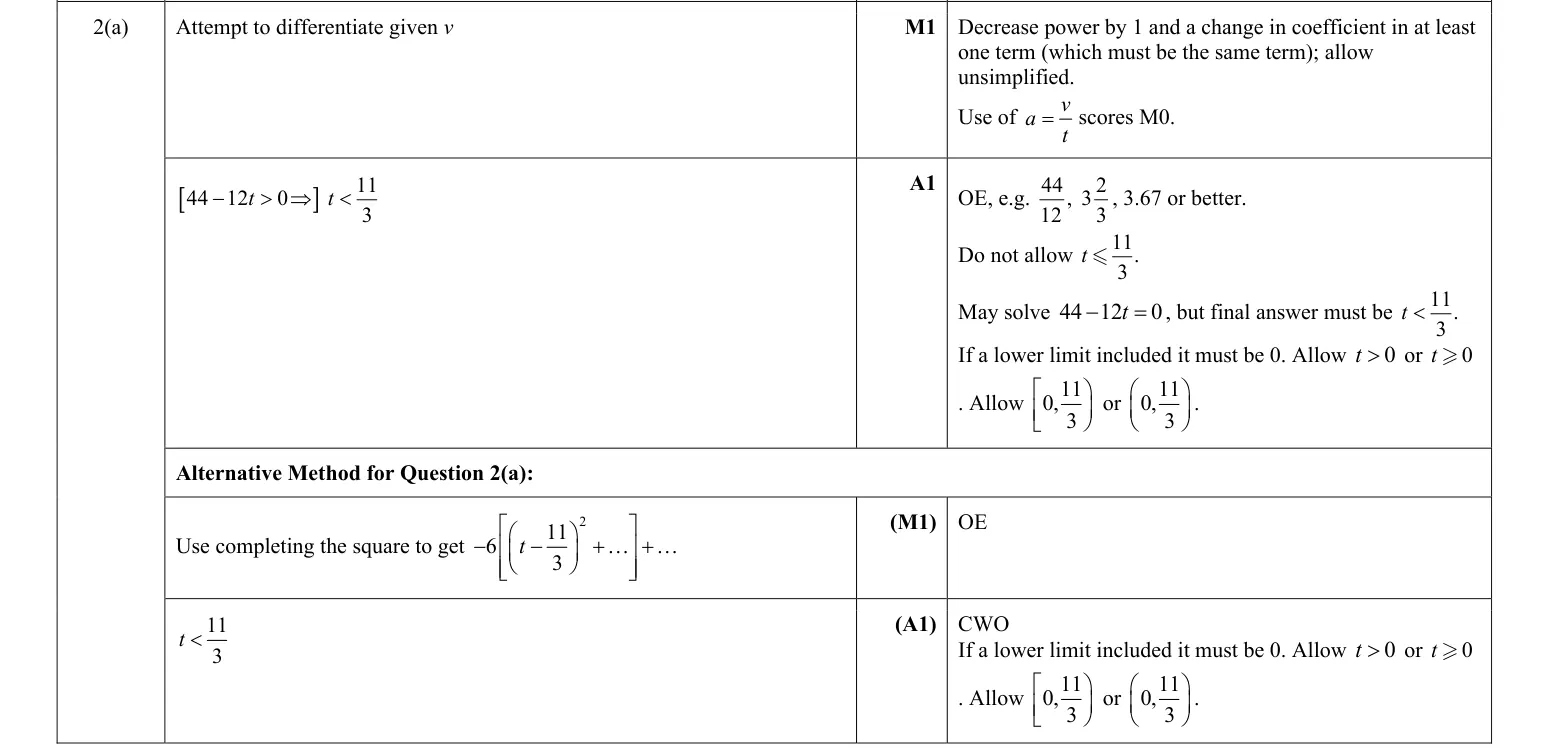 2(a) Attempt to differentiate given v M1 Decrease power by 1 and a change in coefficient in at least
one term (which must be the same term); allow
unsimplified.
Use of a = v/t scores M0.
[44 − 12t > 0 ⇒] t < 11/3 A1 OE, e.g. 44/12, 3 2/3, 3.67 or better.
Do not allow t ⩽ 11/3.
May solve 44 − 12t = 0, but final answer must be t < 11/3.
If a lower limit included it must be 0. Allow t > 0 or t ⩾ 0
. Allow [0, 11/3) or (0, 11/3).
Alternative Method for Question 2(a):
Use completing the square to get −6[(t − 11/3)² + …] + … (M1) OE
t < 11/3 (A1) CWO
If a lower limit included it must be 0. Allow t > 0 or t ⩾ 0
. Allow [0, 11/3) or (0, 11/3).